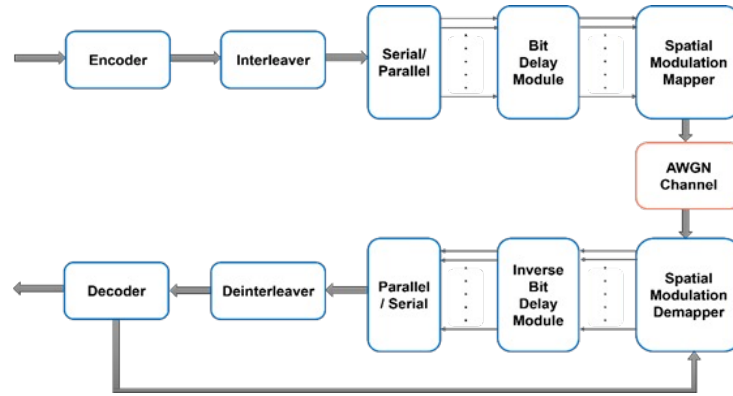 Encoder
Interleaver
Serial/
Parallel
Bit
Delay
Module
Spatial
Modulation
Mapper
AWGN
Channel
Decoder
Deinterleaver
Parallel
/ Serial
Inverse
Bit
Delay
Module
Spatial
Modulation
Demapper